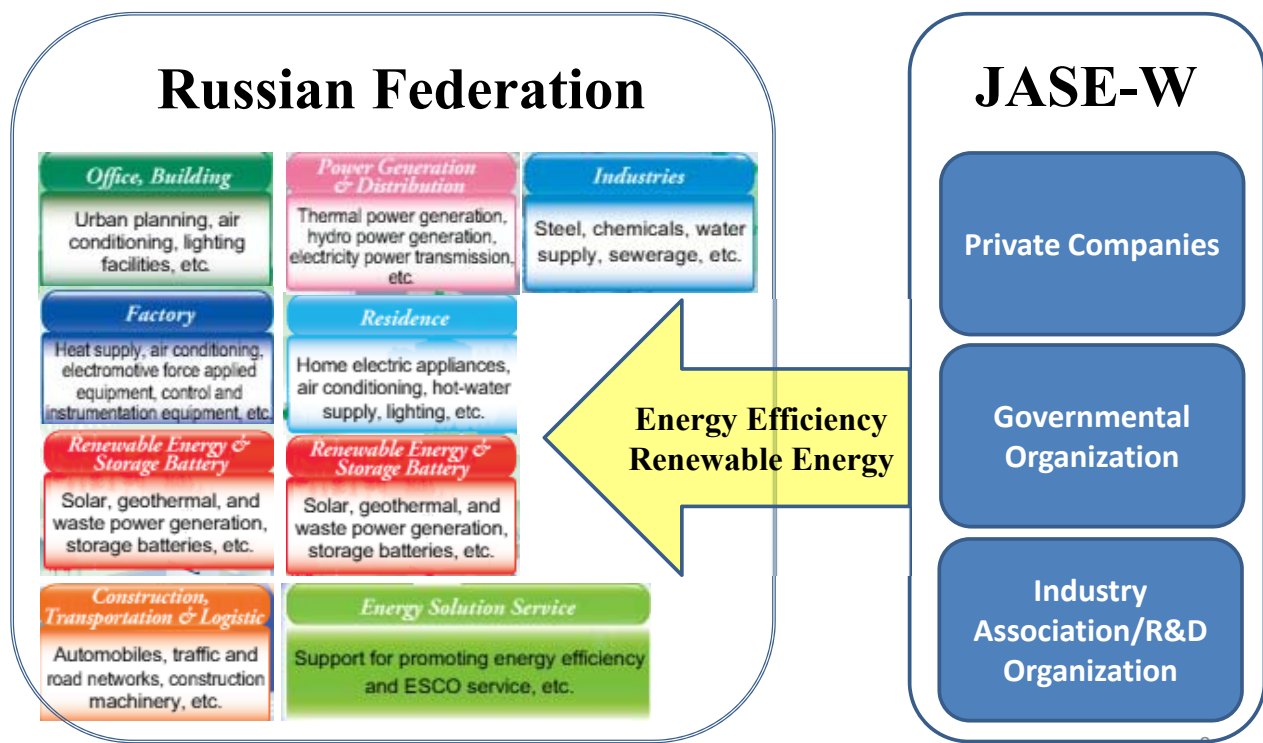 Russian Federation
Office, Building
Urban planning, air
conditioning, lighting
facilities, etc.
Power Generation
& Distribution
Thermal power generation,
hydro power generation,
electricity power transmission,
etc.
Industries
Steel, chemicals, water
supply, sewerage, etc.
Factory
Heat supply, air conditioning,
electromotive force applied
equipment, control and
instrumentation equipment, etc.
Residence
Home electric appliances,
air conditioning, hot-water
supply, lighting, etc.
Renewable Energy &
Storage Battery
Solar, geothermal, and
waste power generation,
storage batteries, etc.
Renewable Energy &
Storage Battery
Solar, geothermal, and
waste power generation,
storage batteries, etc.
Construction,
Transportation & Logistic
Automobiles, traffic and
road networks, construction
machinery, etc.
Energy Solution Service
Support for promoting energy efficiency
and ESCO service, etc.
Energy Efficiency
Renewable Energy
JASE-W
Private Companies
Governmental
Organization
Industry
Association/R&D
Organization